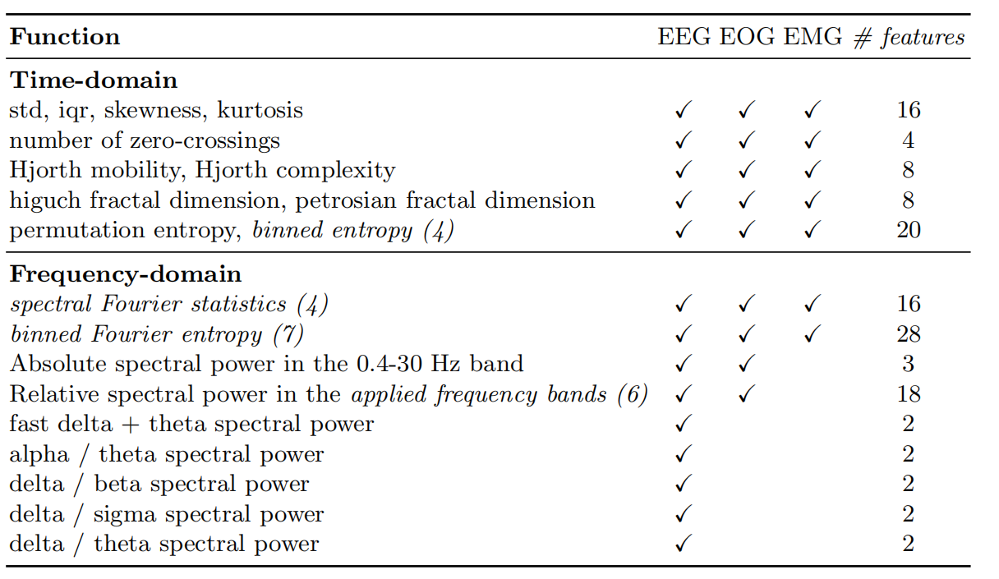 Function EEG EOG EMG # features
Time-domain
std, iqr, skewness, kurtosis ✓ ✓ ✓ 16
number of zero-crossings ✓ ✓ ✓ 4
Hjorth mobility, Hjorth complexity ✓ ✓ ✓ 8
higuch fractal dimension, petrosian fractal dimension ✓ ✓ ✓ 8
permutation entropy, binned entropy (4) ✓ ✓ ✓ 20
Frequency-domain
spectral Fourier statistics (4) ✓ ✓ ✓ 16
binned Fourier entropy (7) ✓ ✓ ✓ 28
Absolute spectral power in the 0.4-30 Hz band ✓ ✓ 3
Relative spectral power in the applied frequency bands (6) ✓ ✓ 18
fast delta + theta spectral power ✓ 2
alpha / theta spectral power ✓ 2
delta / beta spectral power ✓ 2
delta / sigma spectral power ✓ 2
delta / theta spectral power ✓ 2